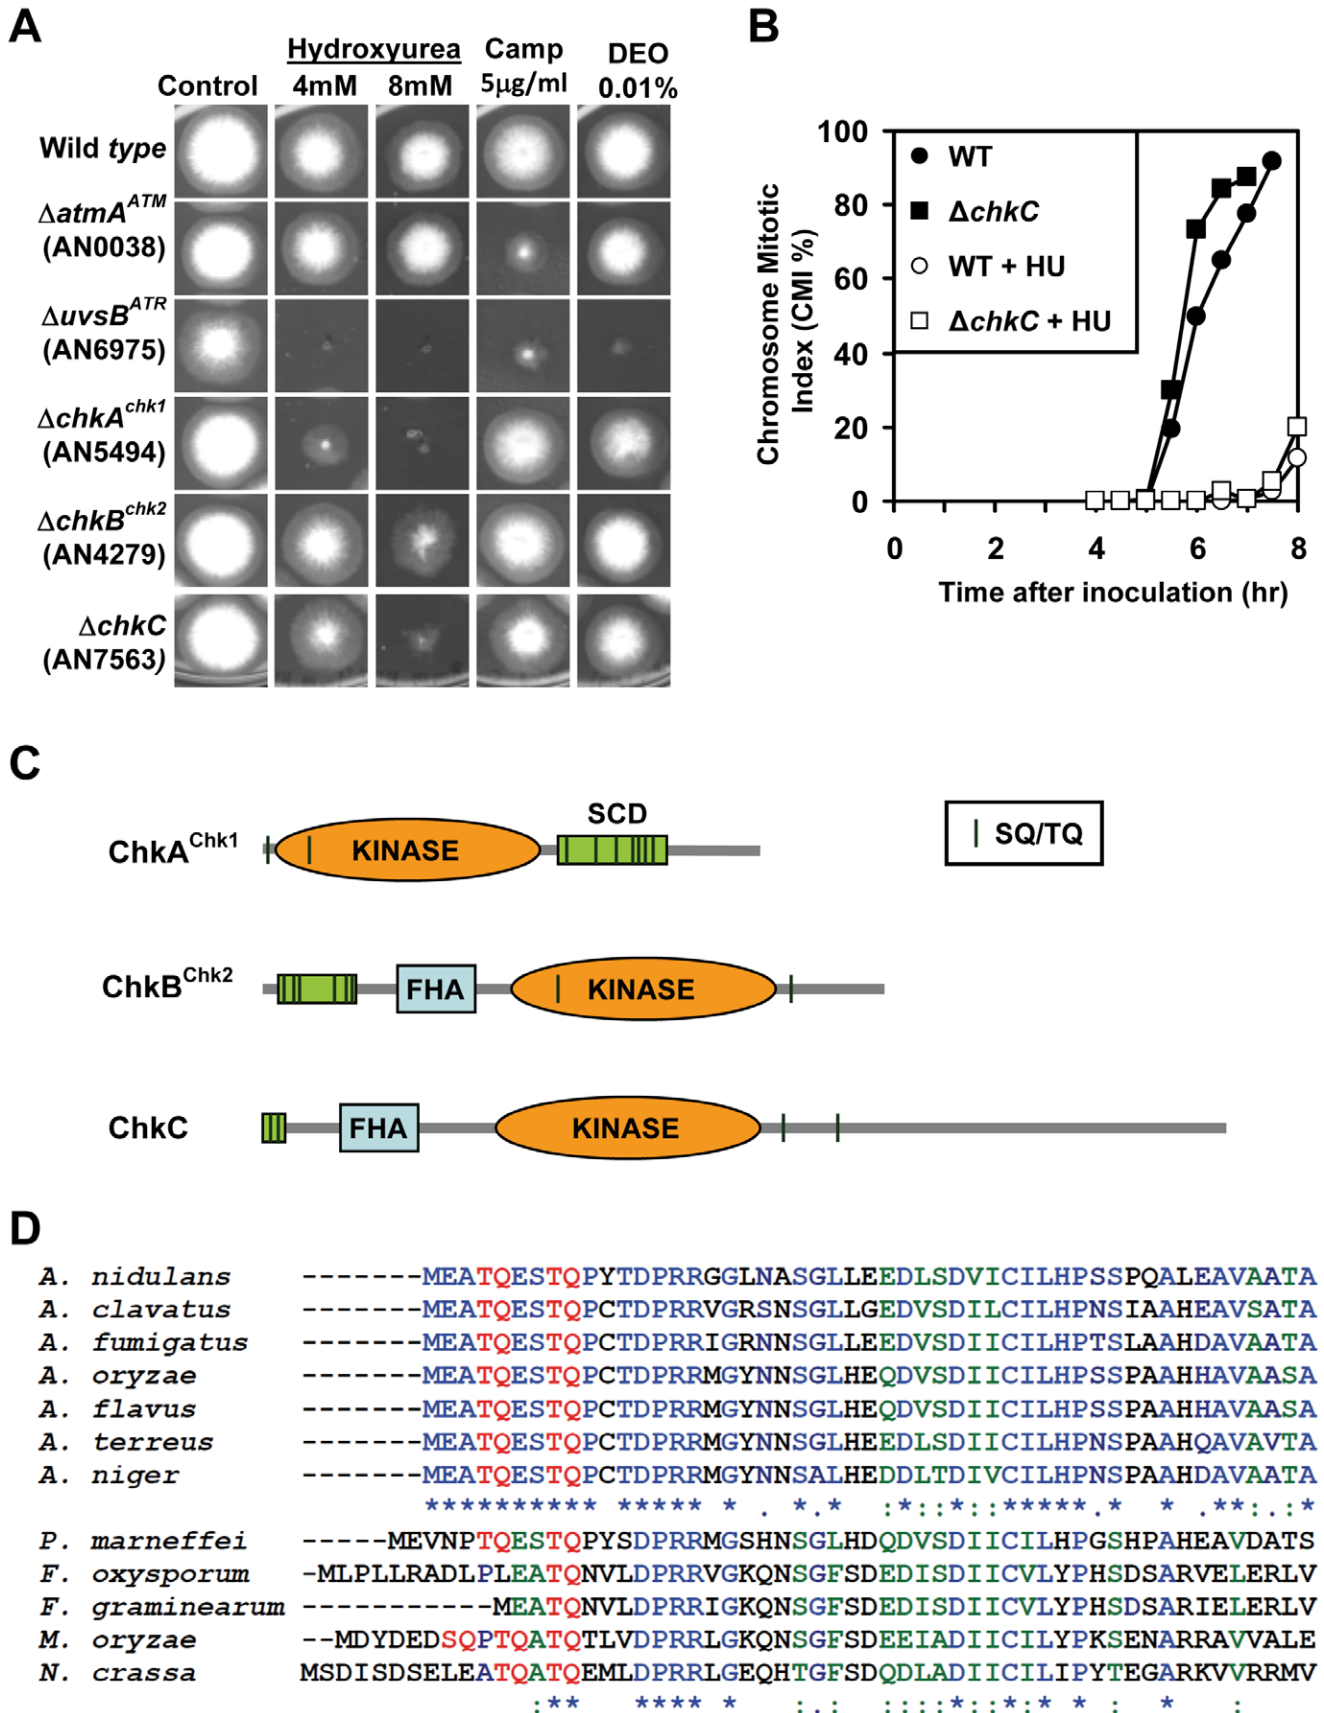 A
Hydroxyurea Camp DEO
Control 4mM 8mM 5µg/ml 0.01%
Wild type
ΔatmA^ATM
(AN0038)
ΔuvsB^ATR
(AN6975)
ΔchkA^chk1
(AN5494)
ΔchkB^chk2
(AN4279)
ΔchkC
(AN7563)
B
Chromosome Mitotic
Index (CMI %)
100
80
60
40
20
0
WT
ΔchkC
WT + HU
ΔchkC + HU
0 2 4 6 8
Time after inoculation (hr)
C
SCD
ChkA^Chk1 KINASE
SQ/TQ
ChkB^Chk2 FHA KINASE
ChkC FHA KINASE
D
A. nidulans -------MEATQESTQPYTDPRRGGLNASGLLEEDLSDVICILHPSSPQALEAVAATA
A. clavatus -------MEATQESTQPCTDPRRVGRSNSGLLGEDVSDILCILHPNSIAAHEAVSATA
A. fumigatus -------MEATQESTQPCTDPRRIGRNNSGLLEEDVSDIICILHPTSLAAHDAVAATA
A. oryzae -------MEATQESTQPCTDPRRMGYNNSGLHEQDVSDIICILHPSSPAAHHAVAASA
A. flavus -------MEATQESTQPCTDPRRMGYNNSGLHEQDVSDIICILHPSSPAAHHAVAASA
A. terreus -------MEATQESTQPCTDPRRMGYNNSGLHEEDLSDIICILHPNSPAAHQAVAVTA
A. niger -------MEATQESTQPCTDPRRMGYNNSALHEDDLTDIVCILHPNSPAAHDAVAATA
********** ***** * . *.* :*::*::*****.* * .**:.:*
P. marneffei -----MEVNPTQESTQPYSDPRRMGSHNSGLHDQDVSDIICILHPGSHPAHEAVDATS
F. oxysporum -MLPLLRADLPLEATQNVLDPRRVGKQNSGFSDEDISDIICVLYPHSDSARVELERLV
F. graminearum -----------MEATQNVLDPRRIGKQNSGFSDEDISDIICVLYPHSDSARIELERLV
M. oryzae --MDYDEDSQPTQATQTLVDPRRLGKQNSGFSDEEIADIICILYPKSENARRAVVALE
N. crassa MSDISDSELEATQATQEMLDPRRLGEQHTGFSDQDLADIICILIPYTEGARKVVRRMV
:** **** * :.: ::::*::*:* * : * :